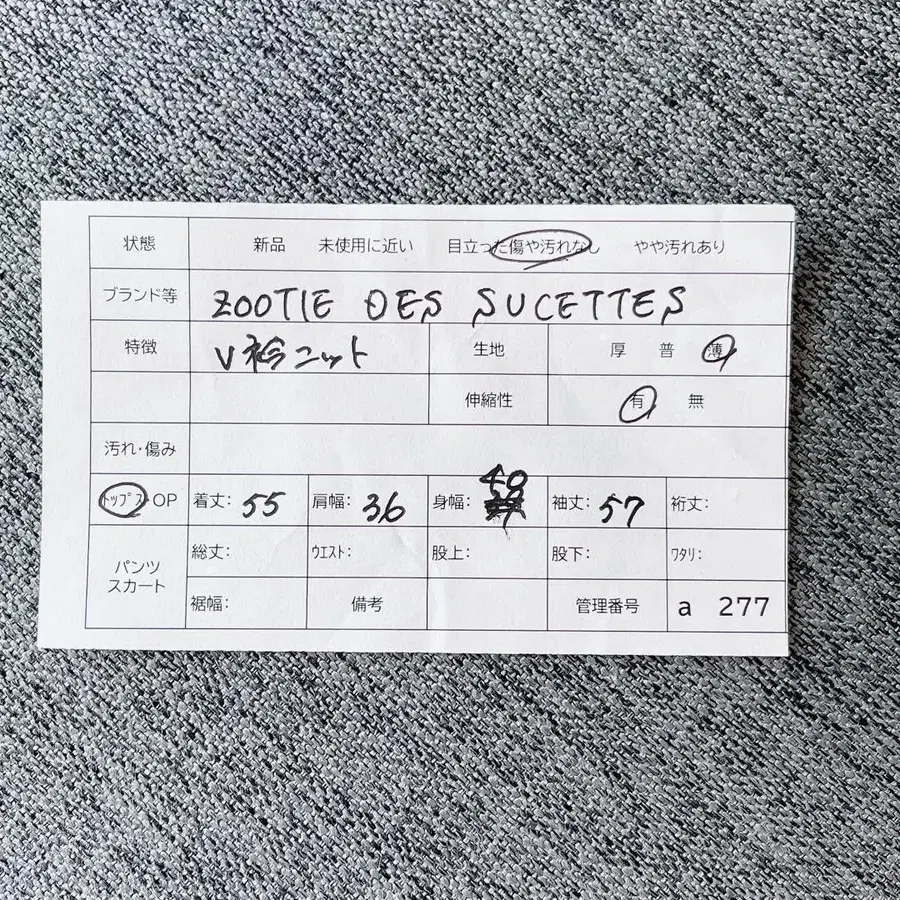 状態 新品 未使用に近い 目立った傷や汚れなし やや汚れあり
ブランド等 ZOOTIE DES SUCETTES
特徴 V衿ニット 生地 厚 普 薄
伸縮性 有 無
汚れ・傷み
トップス・OP 着丈: 55 肩幅: 36 身幅: 40 袖丈: 57 裄丈:
パンツ スカート 総丈: ウエスト: 股上: 股下: ワタリ:
裾幅: 備考 管理番号 a 277